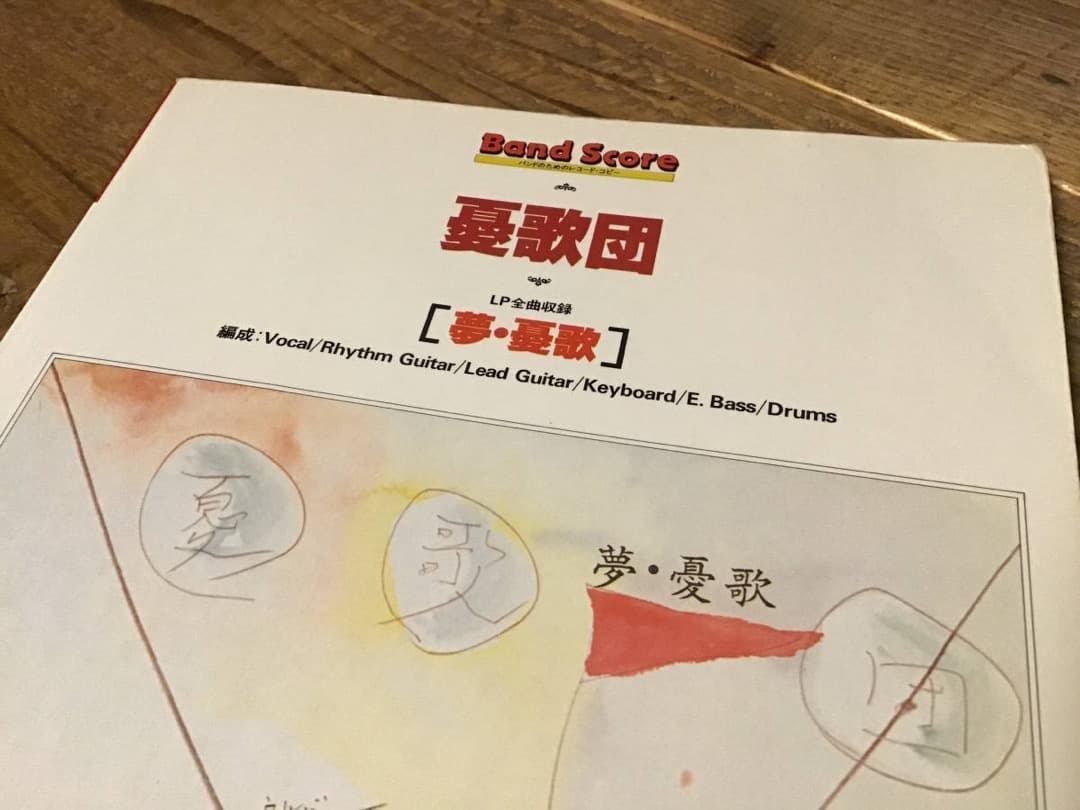 Band Score
バンドのためのレコード・コピー
憂歌団
LP全曲収録
[夢・憂歌]
編成:Vocal/Rhythm Guitar/Lead Guitar/Keyboard/E. Bass/Drums
憂
歌
夢・憂歌
団